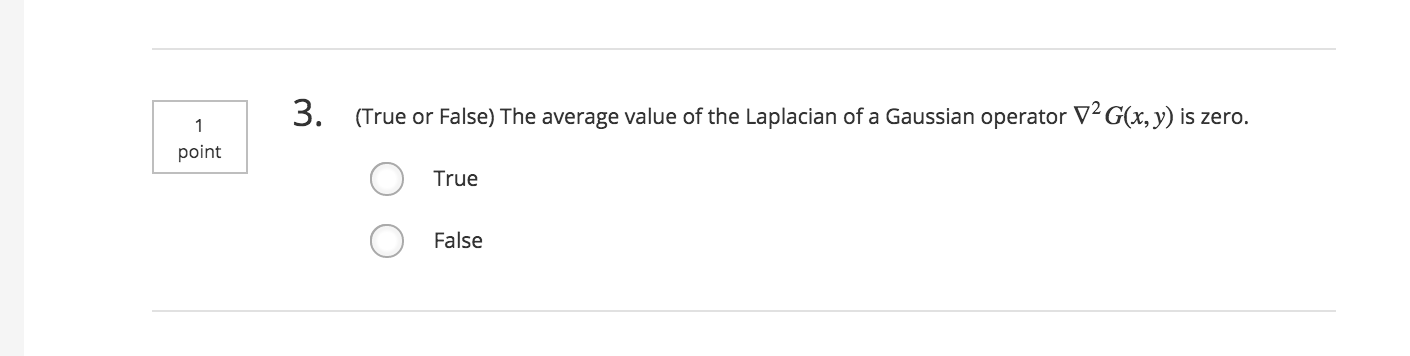 1
point
3. (True or False) The average value of the Laplacian of a Gaussian operator ∇² G(x, y) is zero.
True
False